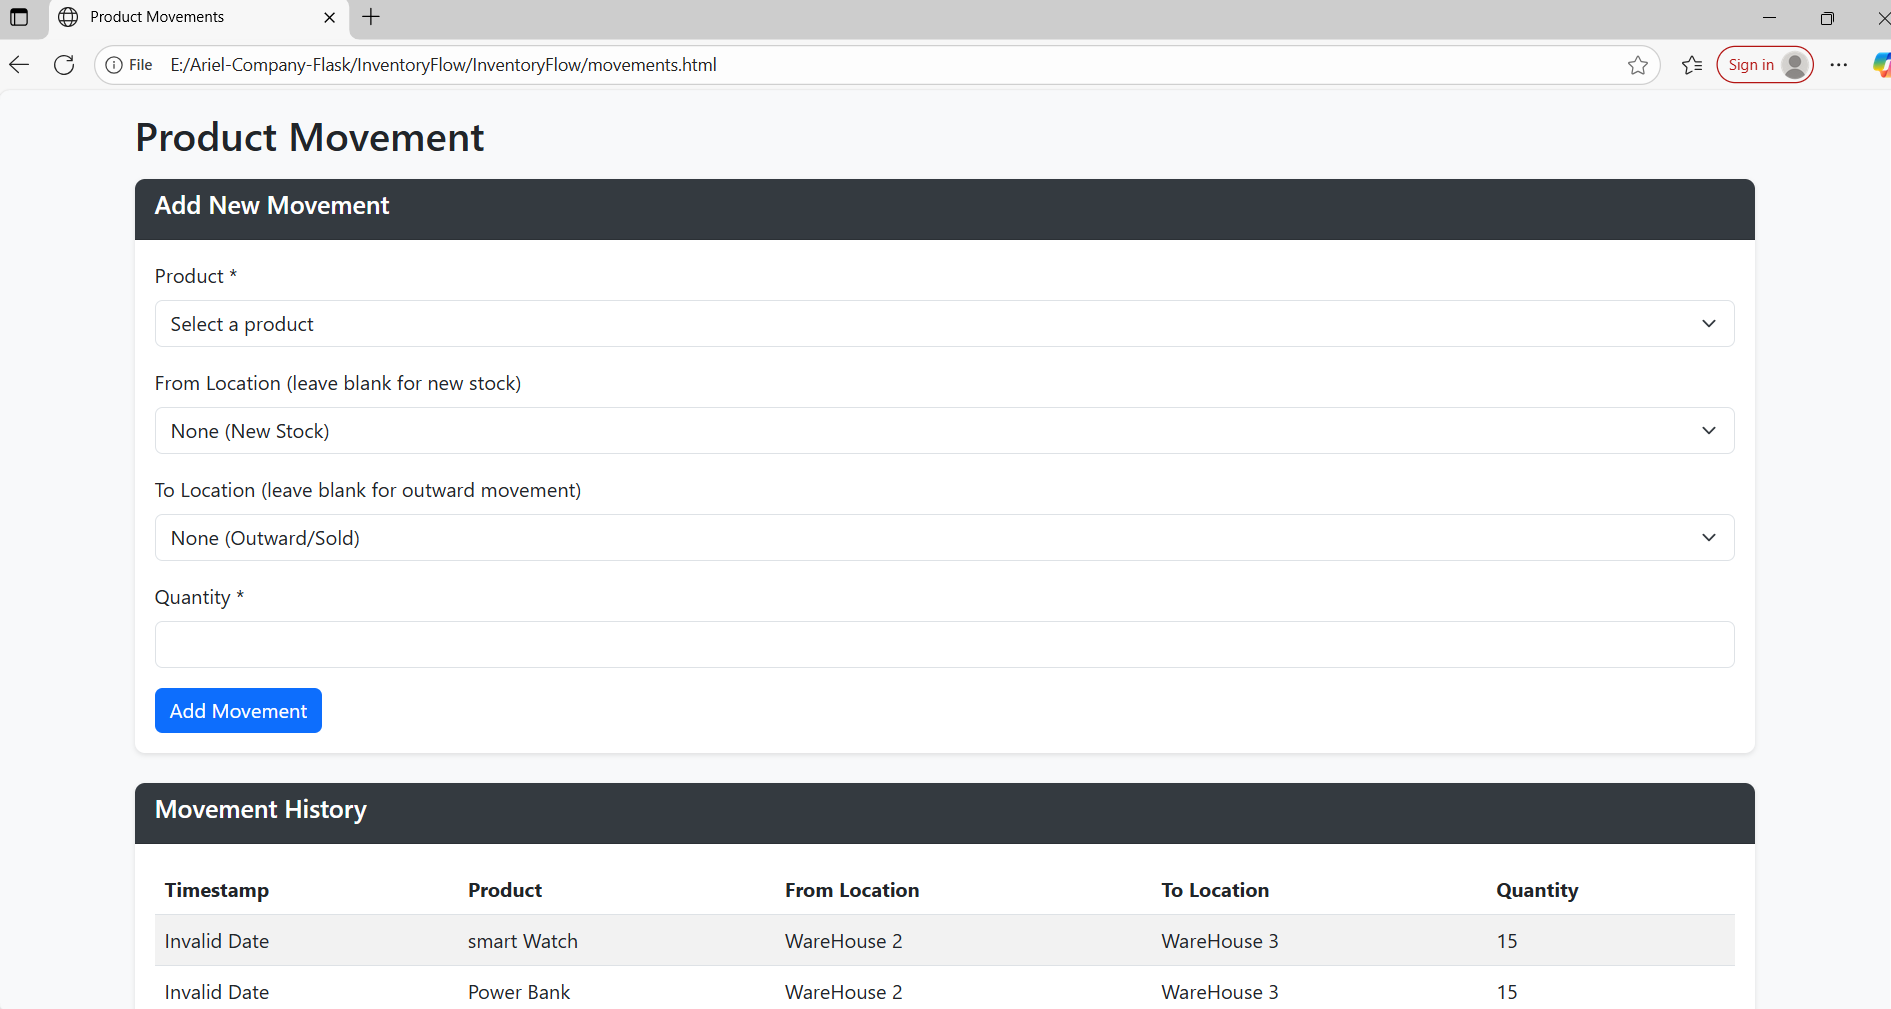 Product Movements
File E:/Ariel-Company-Flask/InventoryFlow/InventoryFlow/movements.html
Sign in
Product Movement
Add New Movement
Product *
Select a product
From Location (leave blank for new stock)
None (New Stock)
To Location (leave blank for outward movement)
None (Outward/Sold)
Quantity *
Add Movement
Movement History
Timestamp Product From Location To Location Quantity
Invalid Date smart Watch WareHouse 2 WareHouse 3 15
Invalid Date Power Bank WareHouse 2 WareHouse 3 15